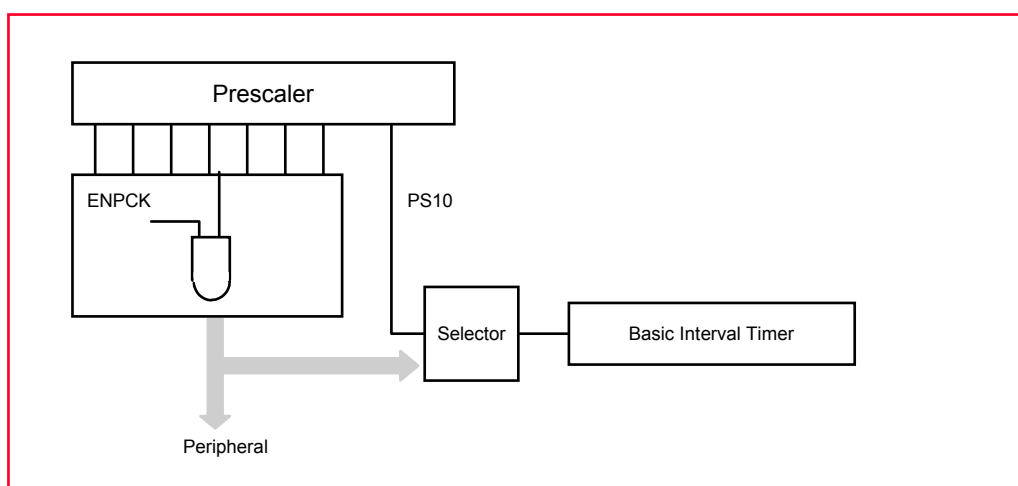 Prescaler
ENPCK
PS10
Selector
Basic Interval Timer
Peripheral